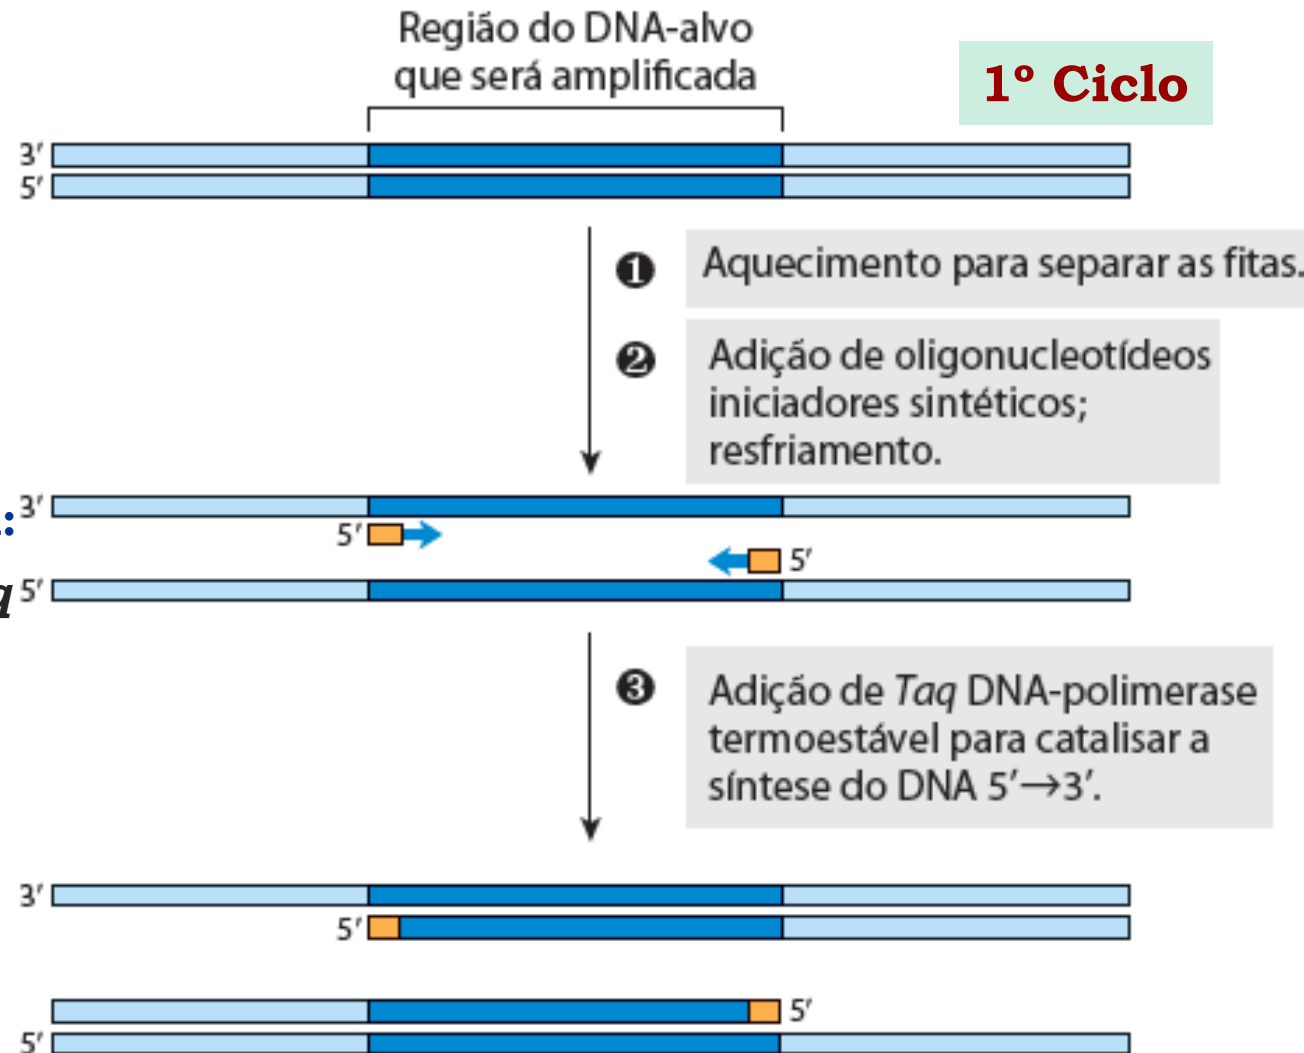 Região do DNA-alvo
que será amplificada
1º Ciclo
3′
5′
❶ Aquecimento para separar as fitas.
❷ Adição de oligonucleotídeos
iniciadores sintéticos;
resfriamento.
3′
5′
5′
5′
❸ Adição de Taq DNA-polimerase
termoestável para catalisar a
síntese do DNA 5′→3′.
3′
5′
5′
5′